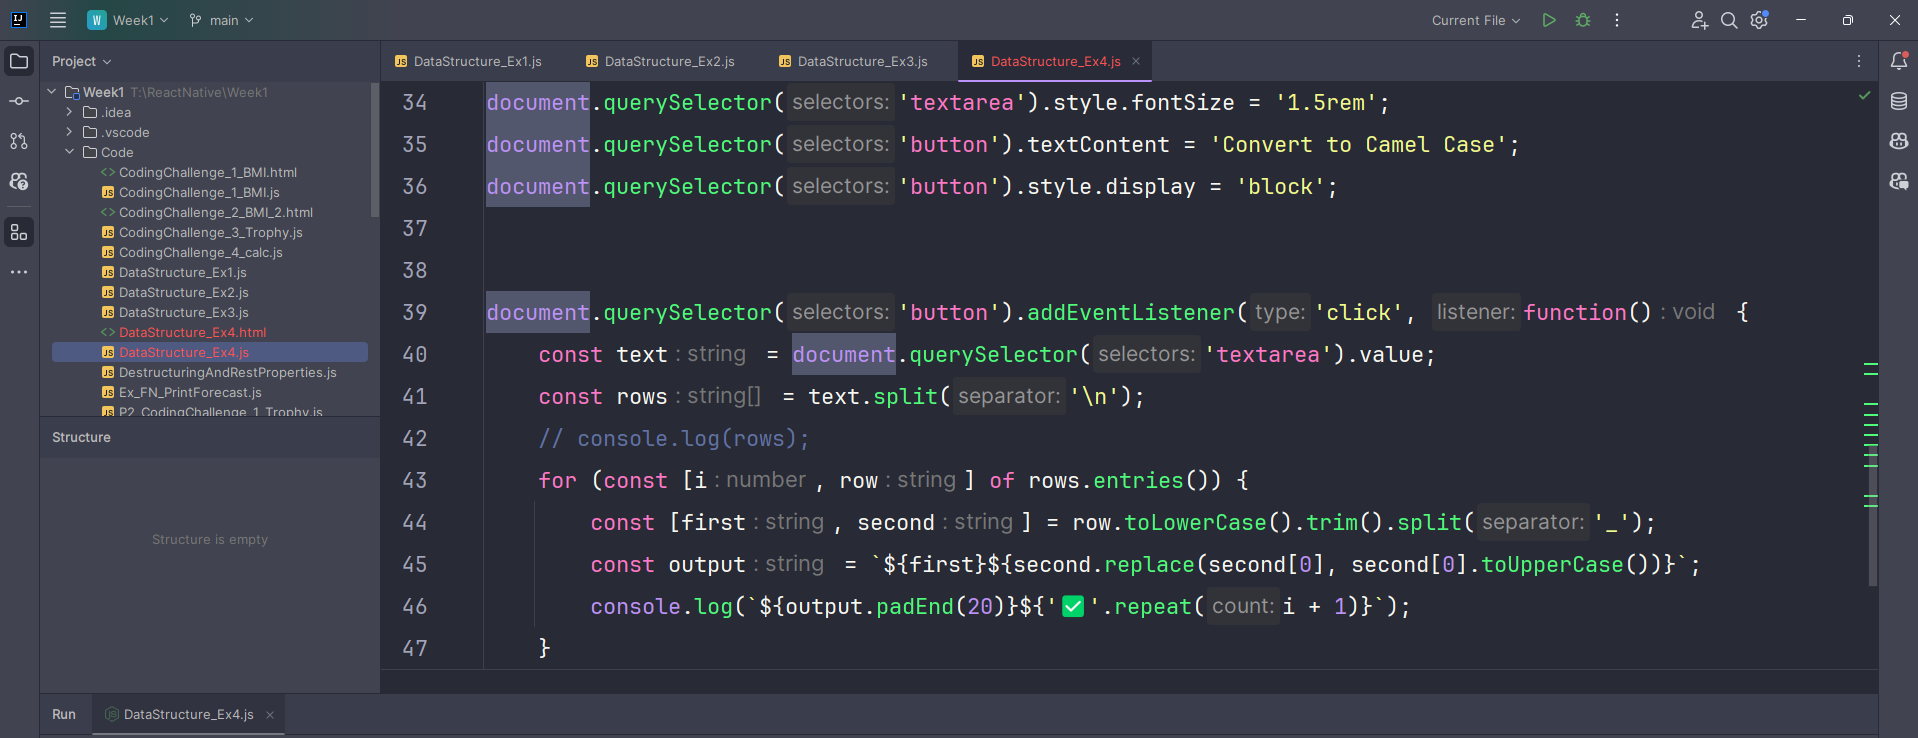 IJ W Week1 main Current File
Project
DataStructure_Ex1.js DataStructure_Ex2.js DataStructure_Ex3.js DataStructure_Ex4.js
Week1 T:\ReactNative\Week1
.idea
.vscode
Code
CodingChallenge_1_BMI.html
CodingChallenge_1_BMI.js
CodingChallenge_2_BMI_2.html
CodingChallenge_3_Trophy.js
CodingChallenge_4_calc.js
DataStructure_Ex1.js
DataStructure_Ex2.js
DataStructure_Ex3.js
DataStructure_Ex4.html
DataStructure_Ex4.js
DestructuringAndRestProperties.js
Ex_FN_PrintForecast.js
P2_CodingChallenge_1_Trophy.js
Structure
Structure is empty
34 document.querySelector( selectors: 'textarea').style.fontSize = '1.5rem';
35 document.querySelector( selectors: 'button').textContent = 'Convert to Camel Case';
36 document.querySelector( selectors: 'button').style.display = 'block';
37
38
39 document.querySelector( selectors: 'button').addEventListener( type: 'click', listener: function() : void {
40 const text : string = document.querySelector( selectors: 'textarea').value;
41 const rows : string[] = text.split( separator: '\n');
42 // console.log(rows);
43 for (const [i : number , row : string ] of rows.entries()) {
44 const [first : string , second : string ] = row.toLowerCase().trim().split( separator: '_');
45 const output : string = `${first}${second.replace(second[0], second[0].toUpperCase())}`;
46 console.log(`${output.padEnd(20)}${'✅'.repeat( count: i + 1)}`);
47 }
Run DataStructure_Ex4.js